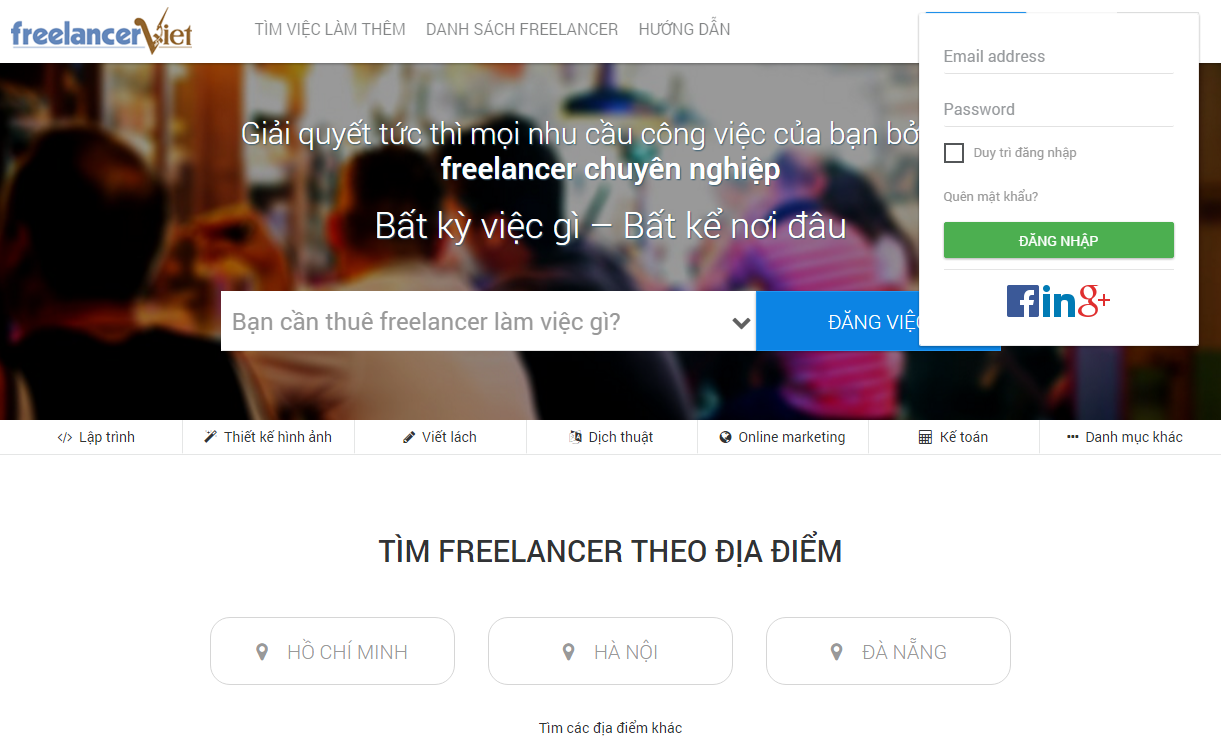 freelancerViet
TÌM VIỆC LÀM THÊM DANH SÁCH FREELANCER HƯỚNG DẪN
Email address
Password
Duy trì đăng nhập
Quên mật khẩu?
ĐĂNG NHẬP
in g+
Giải quyết tức thì mọi nhu cầu công việc của bạn bở
freelancer chuyên nghiệp
Bất kỳ việc gì – Bất kể nơi đâu
Bạn cần thuê freelancer làm việc gì? ĐĂNG VIỆC
Lập trình Thiết kế hình ảnh Viết lách Dịch thuật Online marketing Kế toán Danh mục khác
TÌM FREELANCER THEO ĐỊA ĐIỂM
HỒ CHÍ MINH HÀ NỘI ĐÀ NẴNG
Tìm các địa điểm khác